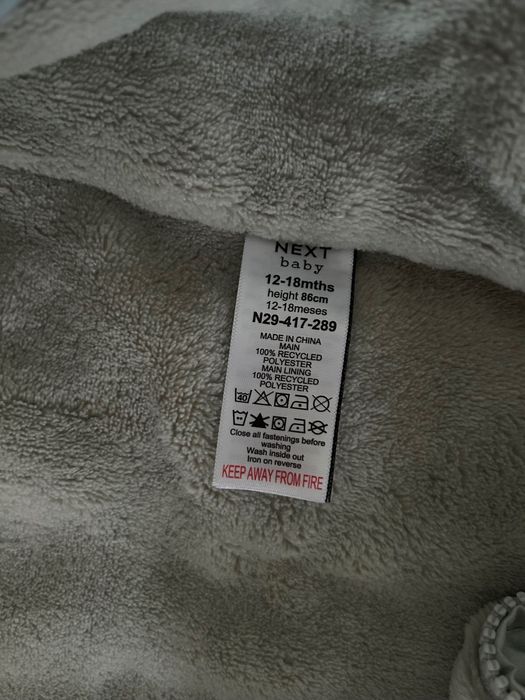 NEXT
baby
12-18mths
height 86cm
12-18meses
N29-417-289
MADE IN CHINA
MAIN
100% RECYCLED
POLYESTER
MAIN LINING
100% RECYCLED
POLYESTER
40
Close all fastenings before
washing
Wash inside out
Iron on reverse
KEEP AWAY FROM FIRE